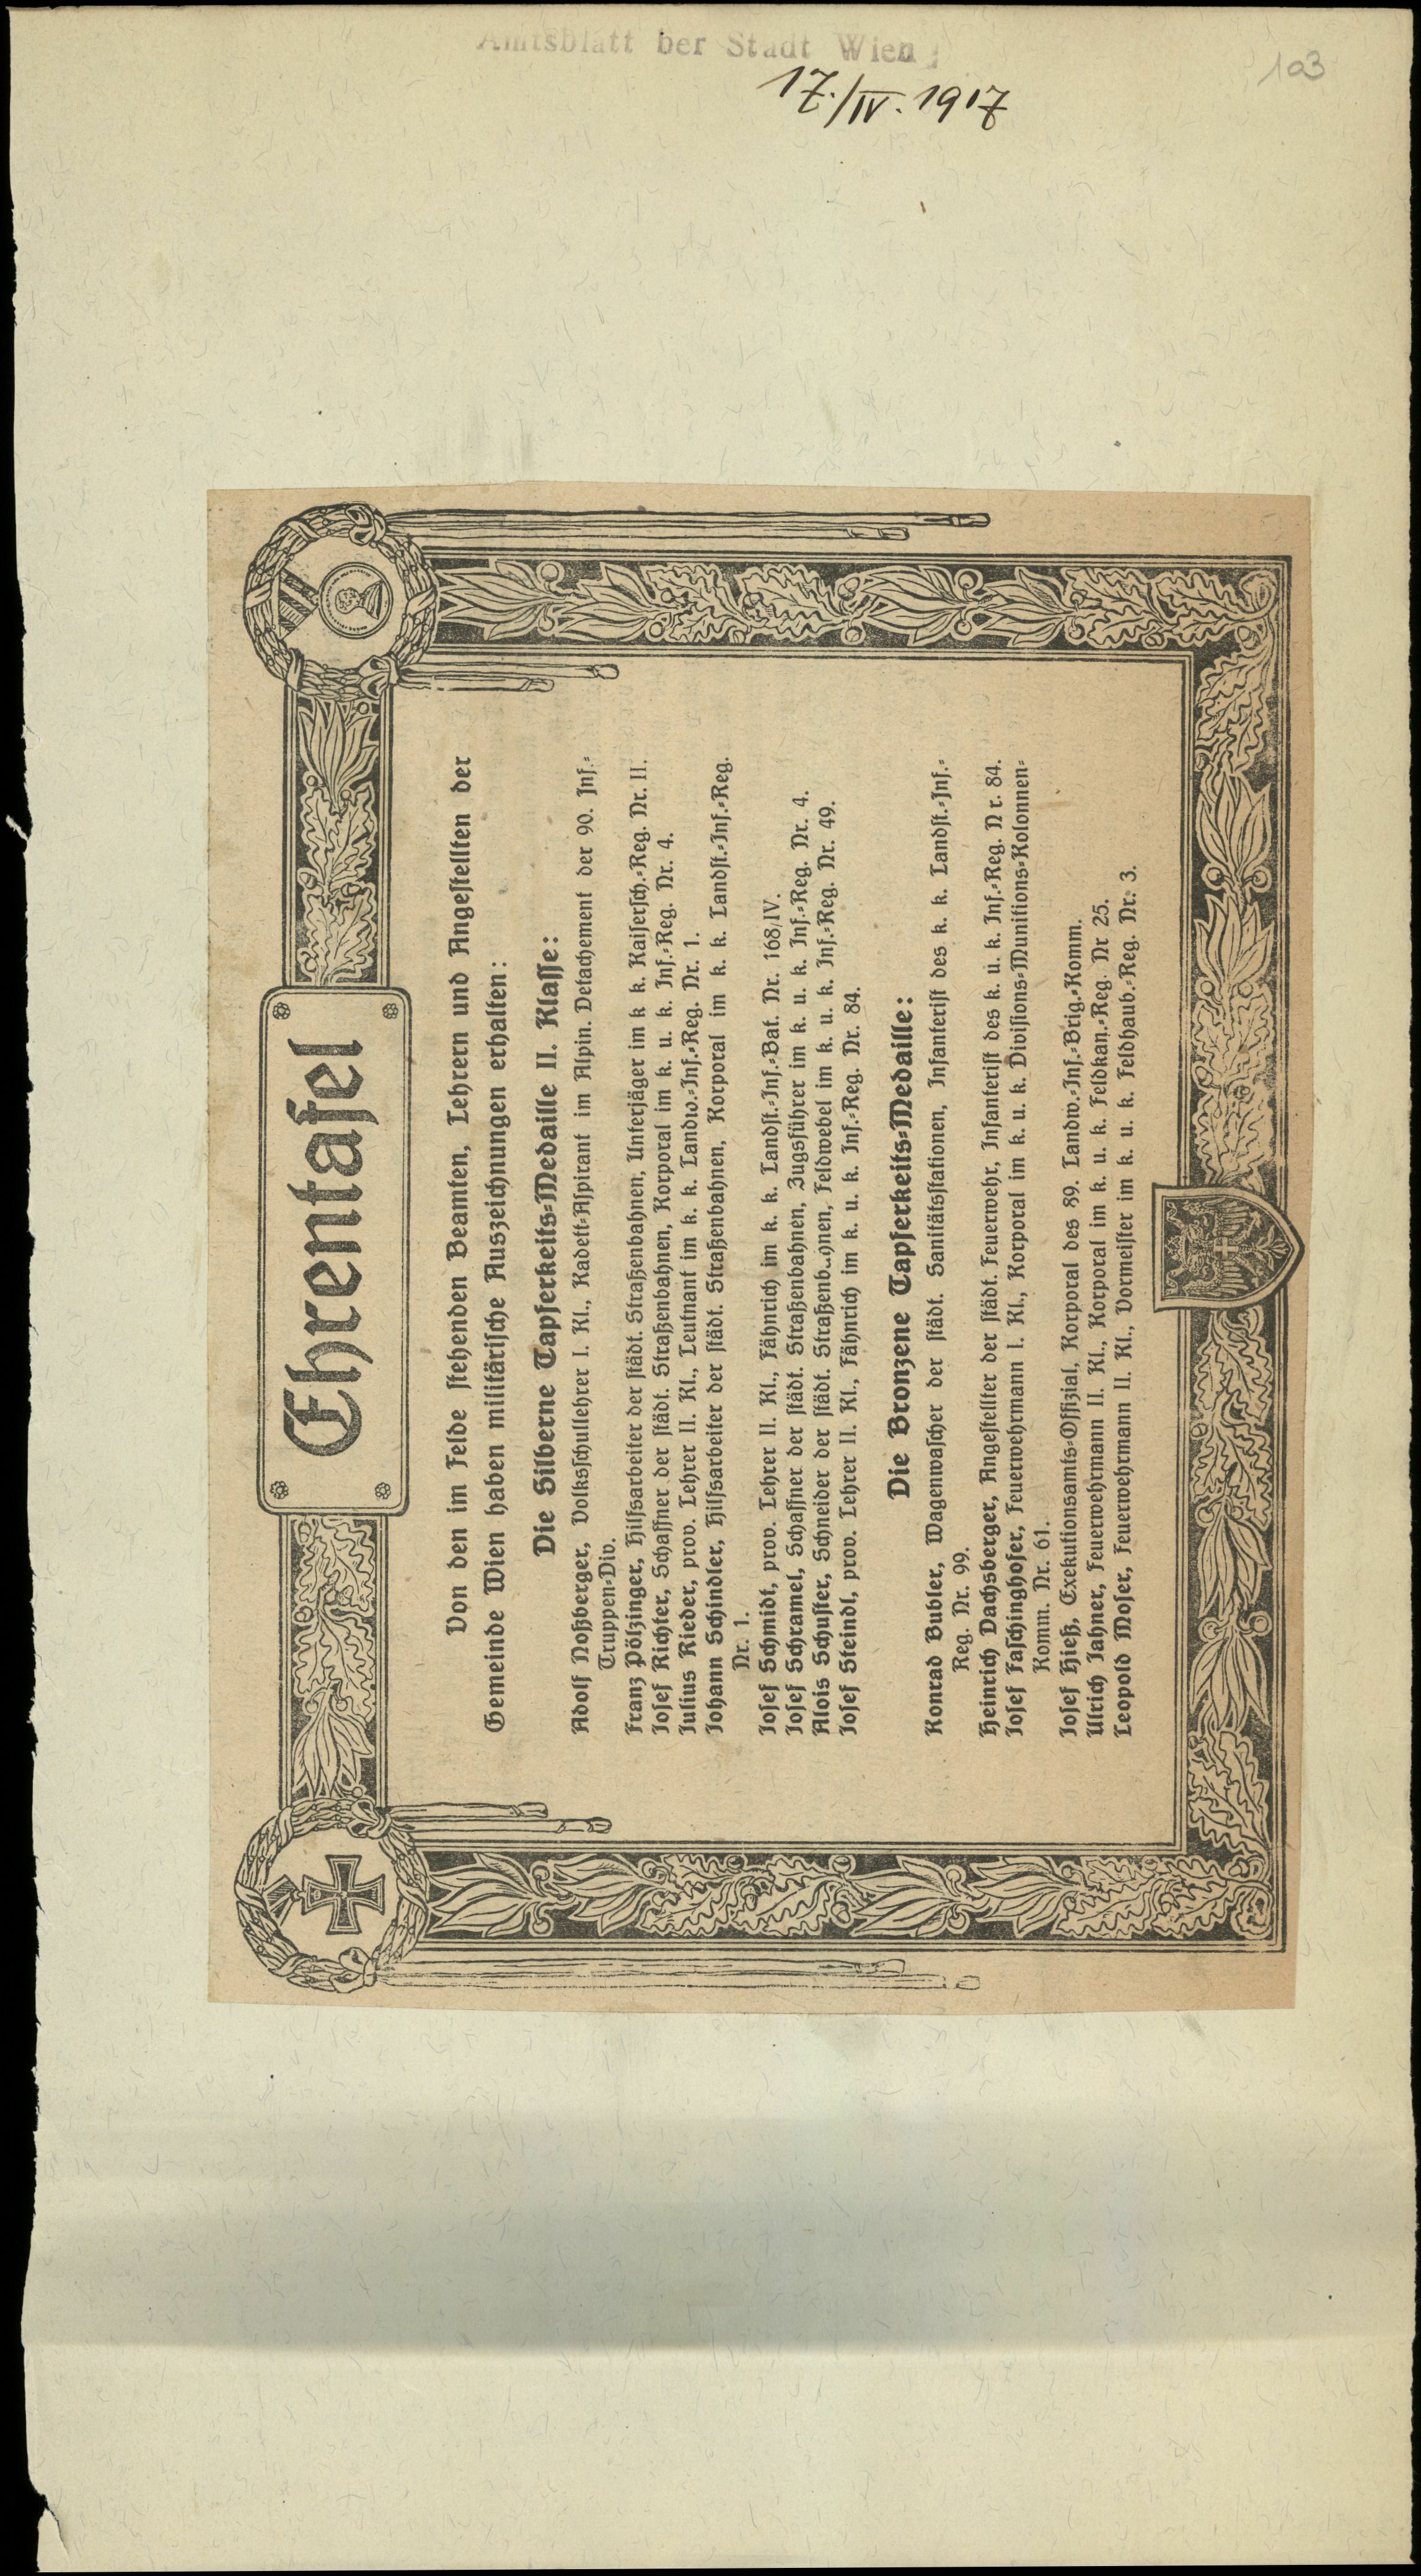 Amtsblatt der Stadt Wien
103
17./IV. 1917
Ehrentafel
Von den im Felde stehenden Beamten, Lehrern und Angestellten der
Gemeinde Wien haben militärische Auszeichnungen erhalten:
Die Silberne Tapferkeits-Medaille II. Klasse:
Adolf Noßberger, Volksschullehrer I. Kl., Kadett-Aspirant im Alpin. Detachement der 90. Inf.-
Truppen-Div.
Franz Pölzinger, Hilfsarbeiter der städt. Straßenbahnen, Unterjäger im k k. Kaisersch.-Reg. Nr. II.
Josef Richter, Schaffner der städt. Straßenbahnen, Korporal im k. u. k. Inf.-Reg. Nr. 4.
Julius Rieder, prov. Lehrer II. Kl., Leutnant im k. k. Landw.-Inf.-Reg. Nr. 1.
Johann Schindler, Hilfsarbeiter der städt. Straßenbahnen, Korporal im k. k. Landst.-Inf.-Reg.
Nr. 1.
Josef Schmidt, prov. Lehrer II. Kl., Fähnrich im k. k. Landst.-Inf.-Bat. Nr. 168/IV.
Josef Schramel, Schaffner der städt. Straßenbahnen, Zugsführer im k. u. k. Inf.-Reg. Nr. 4.
Alois Schuster, Schneider der städt. Straßenbahnen, Feldwebel im k. u. k. Inf.-Reg. Nr. 49.
Josef Steindl, prov. Lehrer II. Kl., Fähnrich im k. u. k. Inf.-Reg. Nr. 84.
Die Bronzene Tapferkeits-Medaille:
Konrad Bubler, Wagenwascher der städt. Sanitätsstationen, Infanterist des k. k. Landst.-Inf.-
Reg. Nr. 99.
Heinrich Dachsberger, Angestellter der städt. Feuerwehr, Infanterist des k. u. k. Inf.-Reg. Nr. 84.
Josef Faschinghofer, Feuerwehrmann I. Kl., Korporal im k. u. k. Divisions-Munitions-Kolonnen-
Komm. Nr. 61.
Josef Hieß, Exekutionsamts-Offizial, Korporal des 89. Landw.-Inf.-Brig.-Komm.
Ulrich Jahner, Feuerwehrmann II. Kl., Korporal im k. u. k. Feldkan.-Reg. Nr 25.
Leopold Moser, Feuerwehrmann II. Kl., Vormeister im k. u. k. Feldhaub.-Reg. Nr. 3.